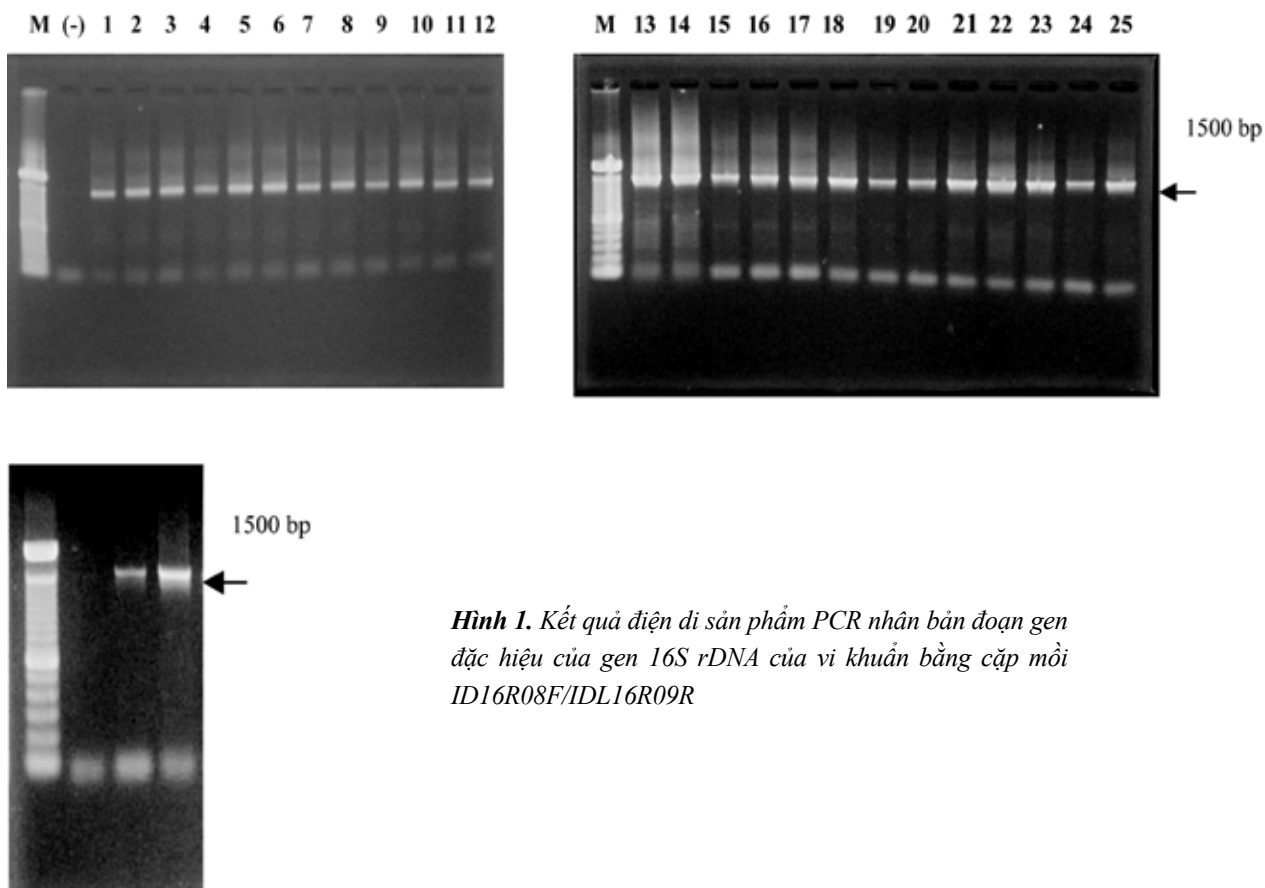 M (-) 1 2 3 4 5 6 7 8 9 10 11 12
M 13 14 15 16 17 18 19 20 21 22 23 24 25
1500 bp
1500 bp
Hình 1. Kết quả điện di sản phẩm PCR nhân bản đoạn gen
đặc hiệu của gen 16S rDNA của vi khuẩn bằng cặp mồi
ID16R08F/IDL16R09R